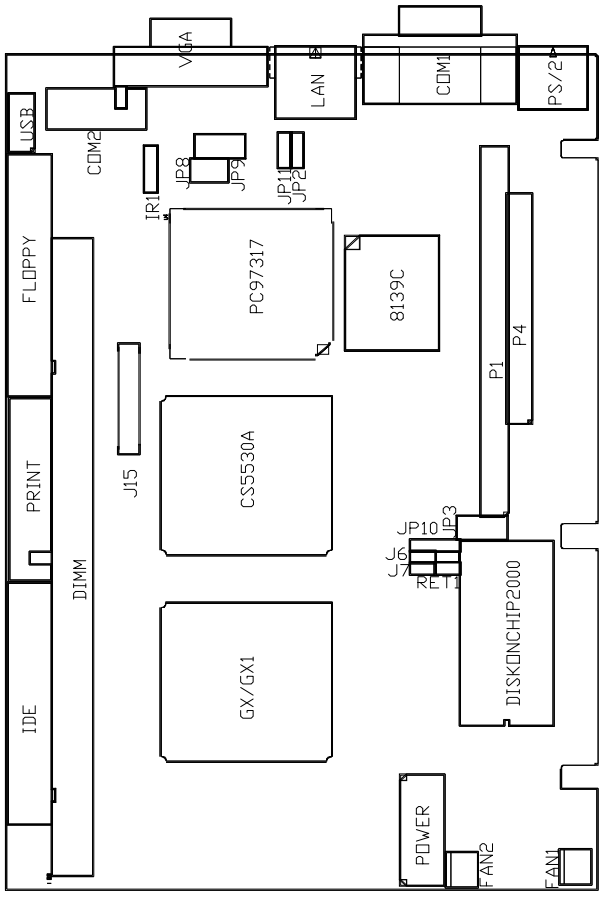 VGA
LAN
COM1
PS/2
USB
COM2
IR1
JP8
JP9
JP11
JP2
FLOPPY
PC97317
8139C
P1
P4
J15
PRINT
CS5530A
JP10
JP3
J6
J7
RET1
DIMM
DISKONCHIP2000
GX/GX1
IDE
POWER
FAN2
FAN1